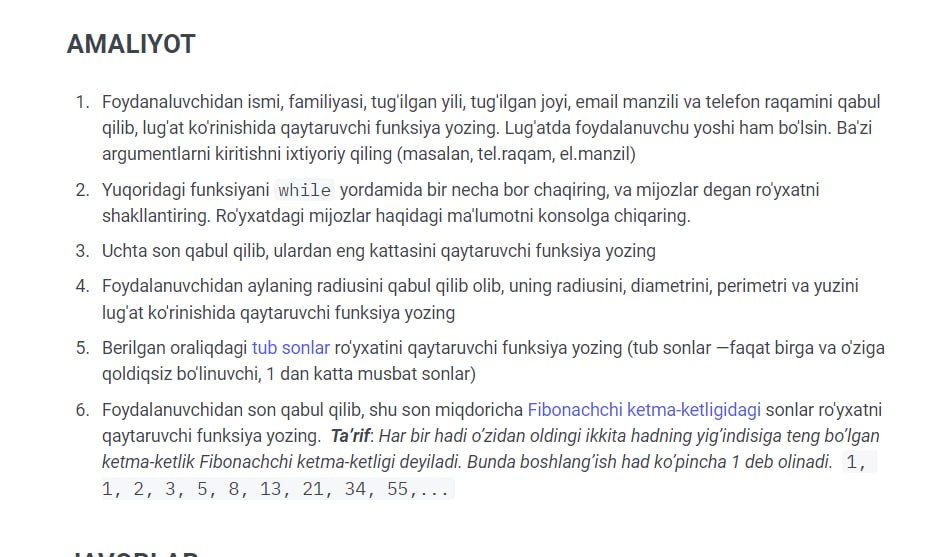 AMALIYOT
1. Foydanaluvchidan ismi, familiyasi, tug'ilgan yili, tug'ilgan joyi, email manzili va telefon raqamini qabul
qilib, lug'at ko'rinishida qaytaruvchi funksiya yozing. Lug'atda foydalanuvchu yoshi ham bo'lsin. Ba'zi
argumentlarni kiritishni ixtiyoriy qiling (masalan, tel.raqam, el.manzil)
2. Yuqoridagi funksiyani while yordamida bir necha bor chaqiring, va mijozlar degan ro'yxatni
shakllantiring. Ro'yxatdagi mijozlar haqidagi ma'lumotni konsolga chiqaring.
3. Uchta son qabul qilib, ulardan eng kattasini qaytaruvchi funksiya yozing
4. Foydalanuvchidan aylaning radiusini qabul qilib olib, uning radiusini, diametrini, perimetri va yuzini
lug'at ko'rinishida qaytaruvchi funksiya yozing
5. Berilgan oraliqdagi tub sonlar ro'yxatini qaytaruvchi funksiya yozing (tub sonlar —faqat birga va o'ziga
qoldiqsiz bo'linuvchi, 1 dan katta musbat sonlar)
6. Foydalanuvchidan son qabul qilib, shu son miqdoricha Fibonachchi ketma-ketligidagi sonlar ro'yxatni
qaytaruvchi funksiya yozing. Ta’rif: Har bir hadi o’zidan oldingi ikkita hadning yig’indisiga teng bo’lgan
ketma-ketlik Fibonachchi ketma-ketligi deyiladi. Bunda boshlang’ish had ko’pincha 1 deb olinadi. 1,
1, 2, 3, 5, 8, 13, 21, 34, 55,...